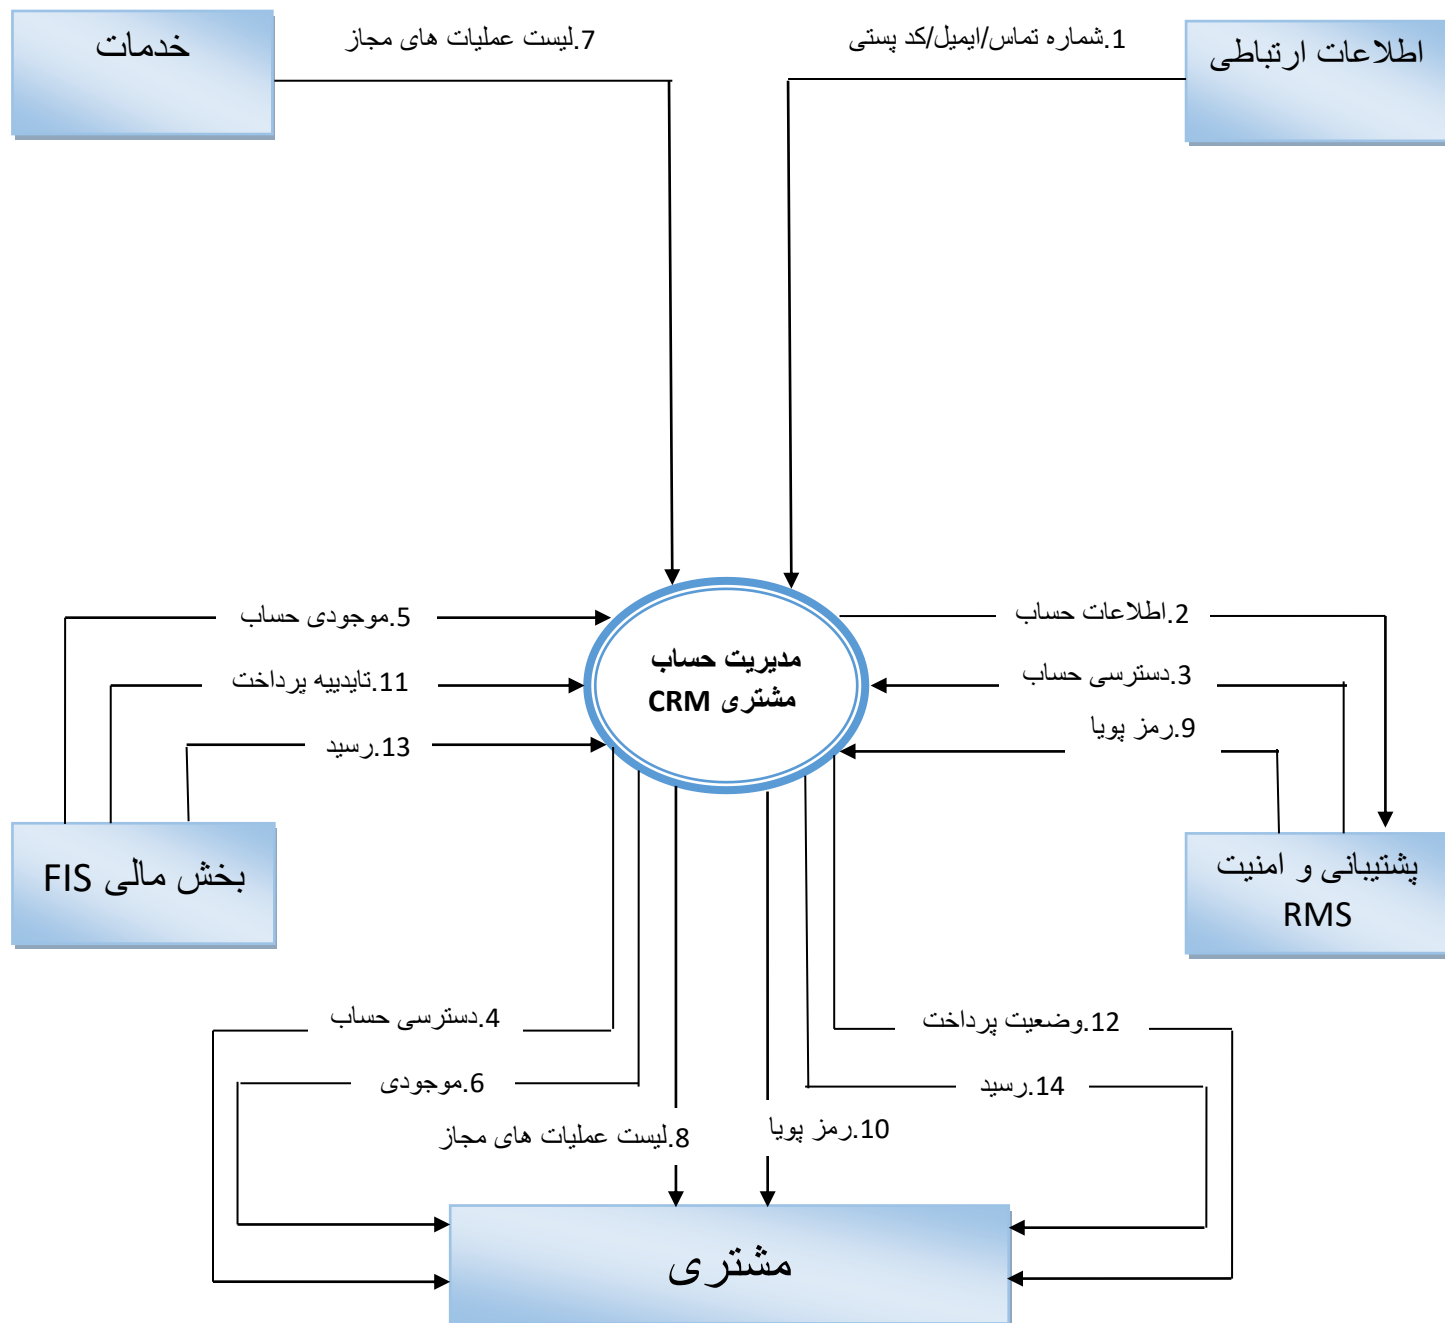 خدمات
7.لیست عملیات های مجاز
1.شماره تماس/ایمیل/کد پستی
اطلاعات ارتباطی
5.موجودی حساب
11.تاییدییه پرداخت
13.رسید
مدیریت حساب
مشتری CRM
2.اطلاعات حساب
3.دسترسی حساب
9.رمز پویا
بخش مالی FIS
پشتیبانی و امنیت
RMS
4.دسترسی حساب
6.موجودی
8.لیست عملیات های مجاز
10.رمز پویا
12.وضعیت پرداخت
14.رسید
مشتری